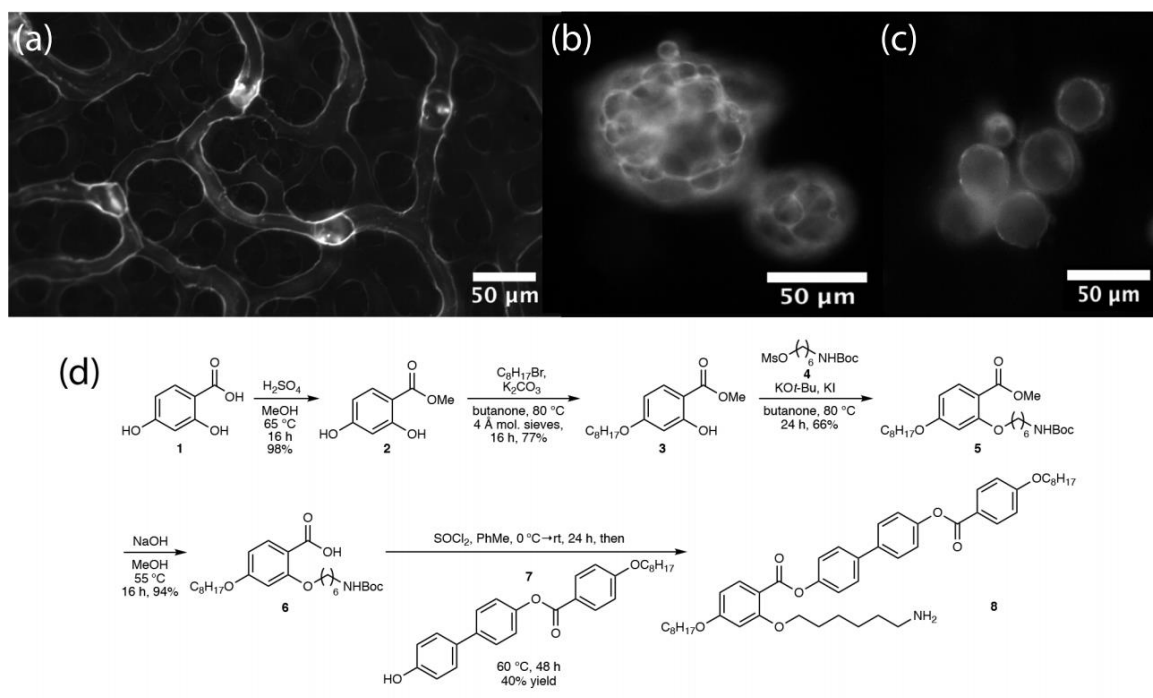 (a)
50 μm
(b)
50 μm
(c)
50 μm
(d)
O
OH
HO
OH
1
H₂SO₄
MeOH
65 °C
16 h
98%
O
OMe
HO
OH
2
C₈H₁₇Br,
K₂CO₃
butanone, 80 °C
4 Å mol. sieves,
16 h, 77%
O
OMe
C₈H₁₇O
OH
3
MsO
6
NHBoc
4
KOt-Bu, KI
butanone, 80 °C
24 h, 66%
O
OMe
C₈H₁₇O
O
6
NHBoc
5
NaOH
MeOH
55 °C
16 h, 94%
O
OH
C₈H₁₇O
O
6
NHBoc
6
SOCl₂, PhMe, 0 °C→rt, 24 h, then
7
OC₈H₁₇
O
O
HO
60 °C, 48 h
40% yield
OC₈H₁₇
O
O
O
O
C₈H₁₇O
O
NH₂
8